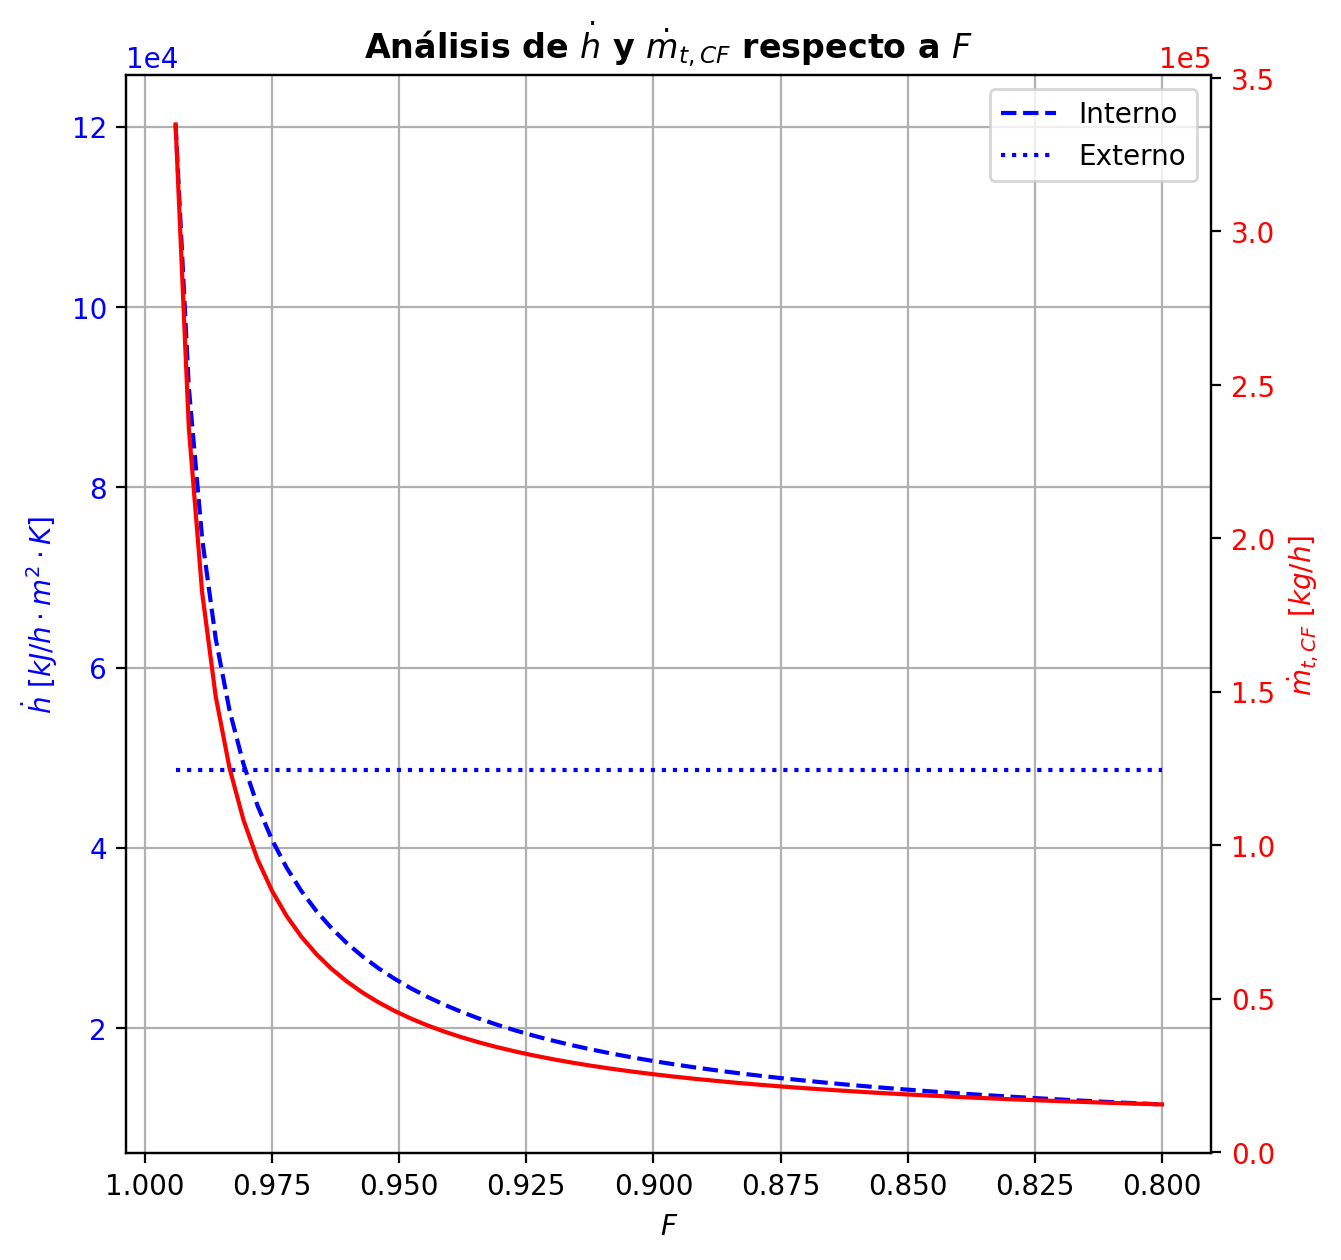 Análisis de ḣ y ṁt,CF respecto a F
1e4
1e5
Interno
Externo
12
10
8
6
4
2
ḣ [kJ/h · m² · K]
3.5
3.0
2.5
2.0
1.5
1.0
0.5
0.0
ṁt,CF [kg/h]
1.000 0.975 0.950 0.925 0.900 0.875 0.850 0.825 0.800
F